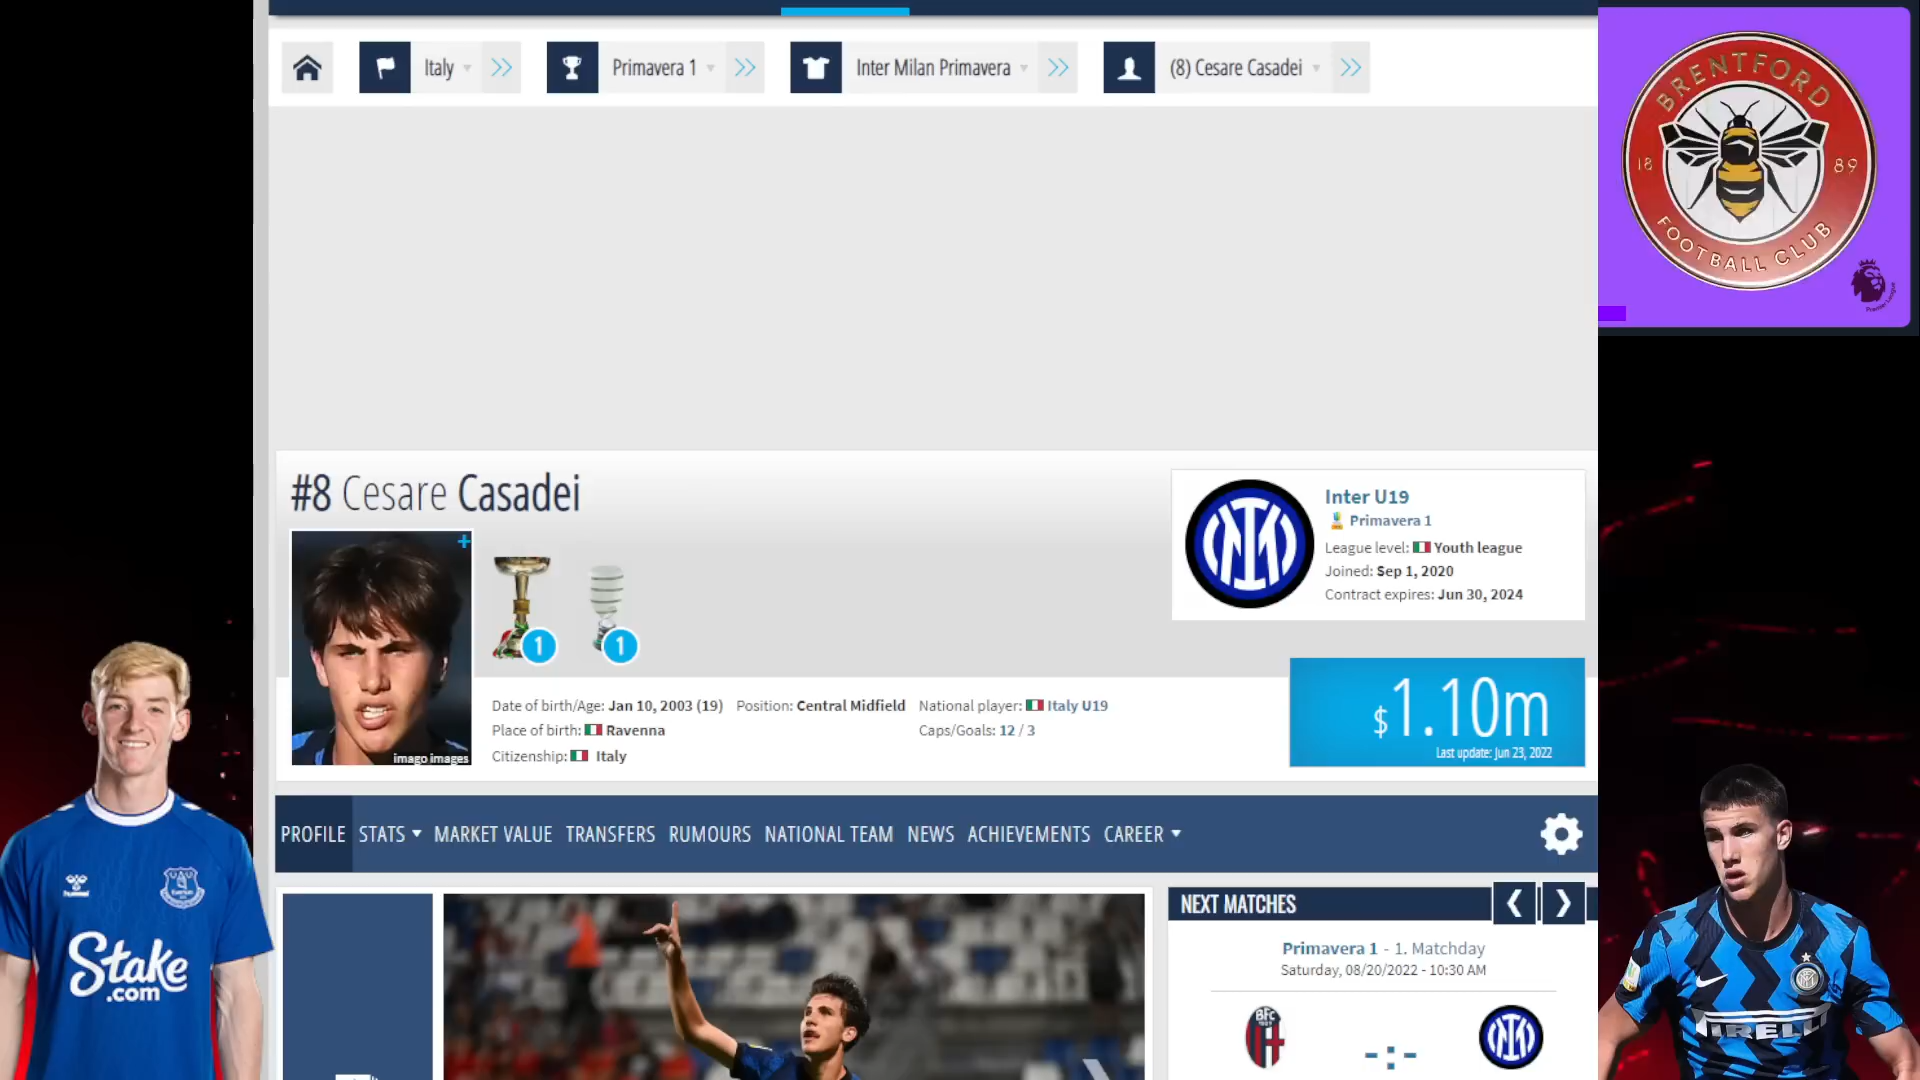 Italy
Primavera 1
Inter Milan Primavera
(8) Cesare Casadei
BRENTFORD
18 89
FOOTBALL CLUB
Premier League
#8 Cesare Casadei
Inter U19
Primavera 1
League level: Youth league
Joined: Sep 1, 2020
Contract expires: Jun 30, 2024
1
1
imago images
Date of birth/Age: Jan 10, 2003 (19)
Place of birth: Ravenna
Citizenship: Italy
Position: Central Midfield
National player: Italy U19
Caps/Goals: 12 / 3
$1.10m
Last update: Jun 23, 2022
PROFILE STATS MARKET VALUE TRANSFERS RUMOURS NATIONAL TEAM NEWS ACHIEVEMENTS CAREER
NEXT MATCHES
Primavera 1 - 1. Matchday
Saturday, 08/20/2022 - 10:30 AM
BFC
-:-
hummel
Everton
Stake
.com
IRELLI